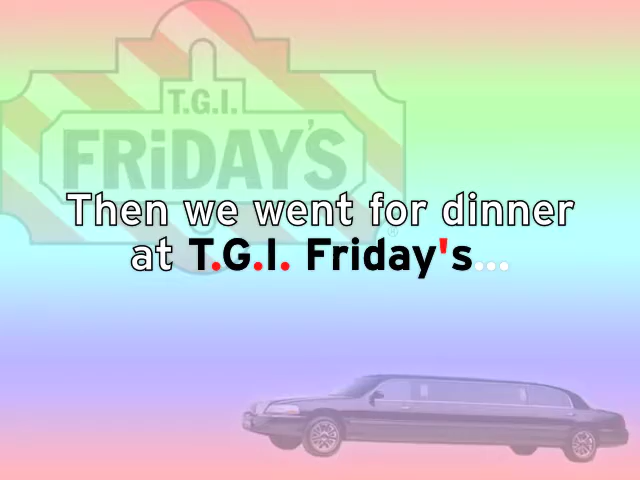 T.G.I.
FRiDAY'S
®
Then we went for dinner
at T.G.I. Friday's...